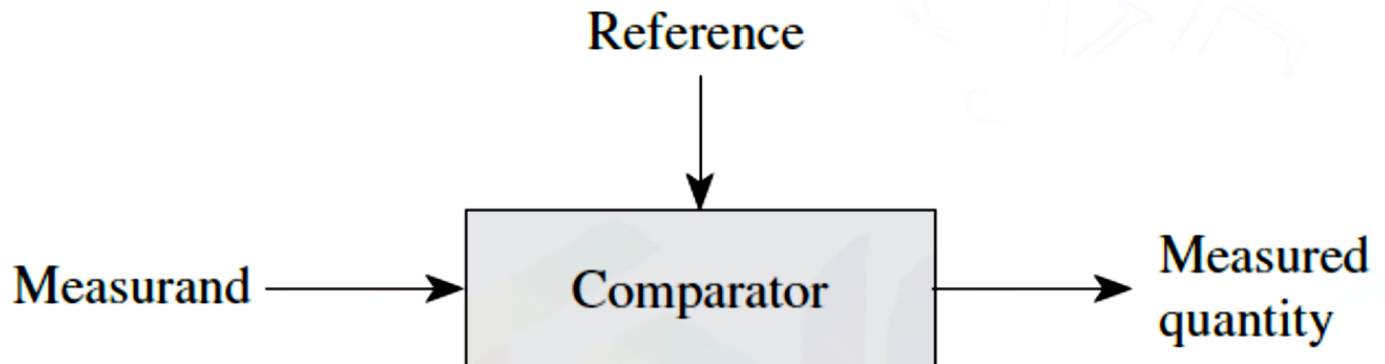 Reference
Measurand
Comparator
Measured
quantity